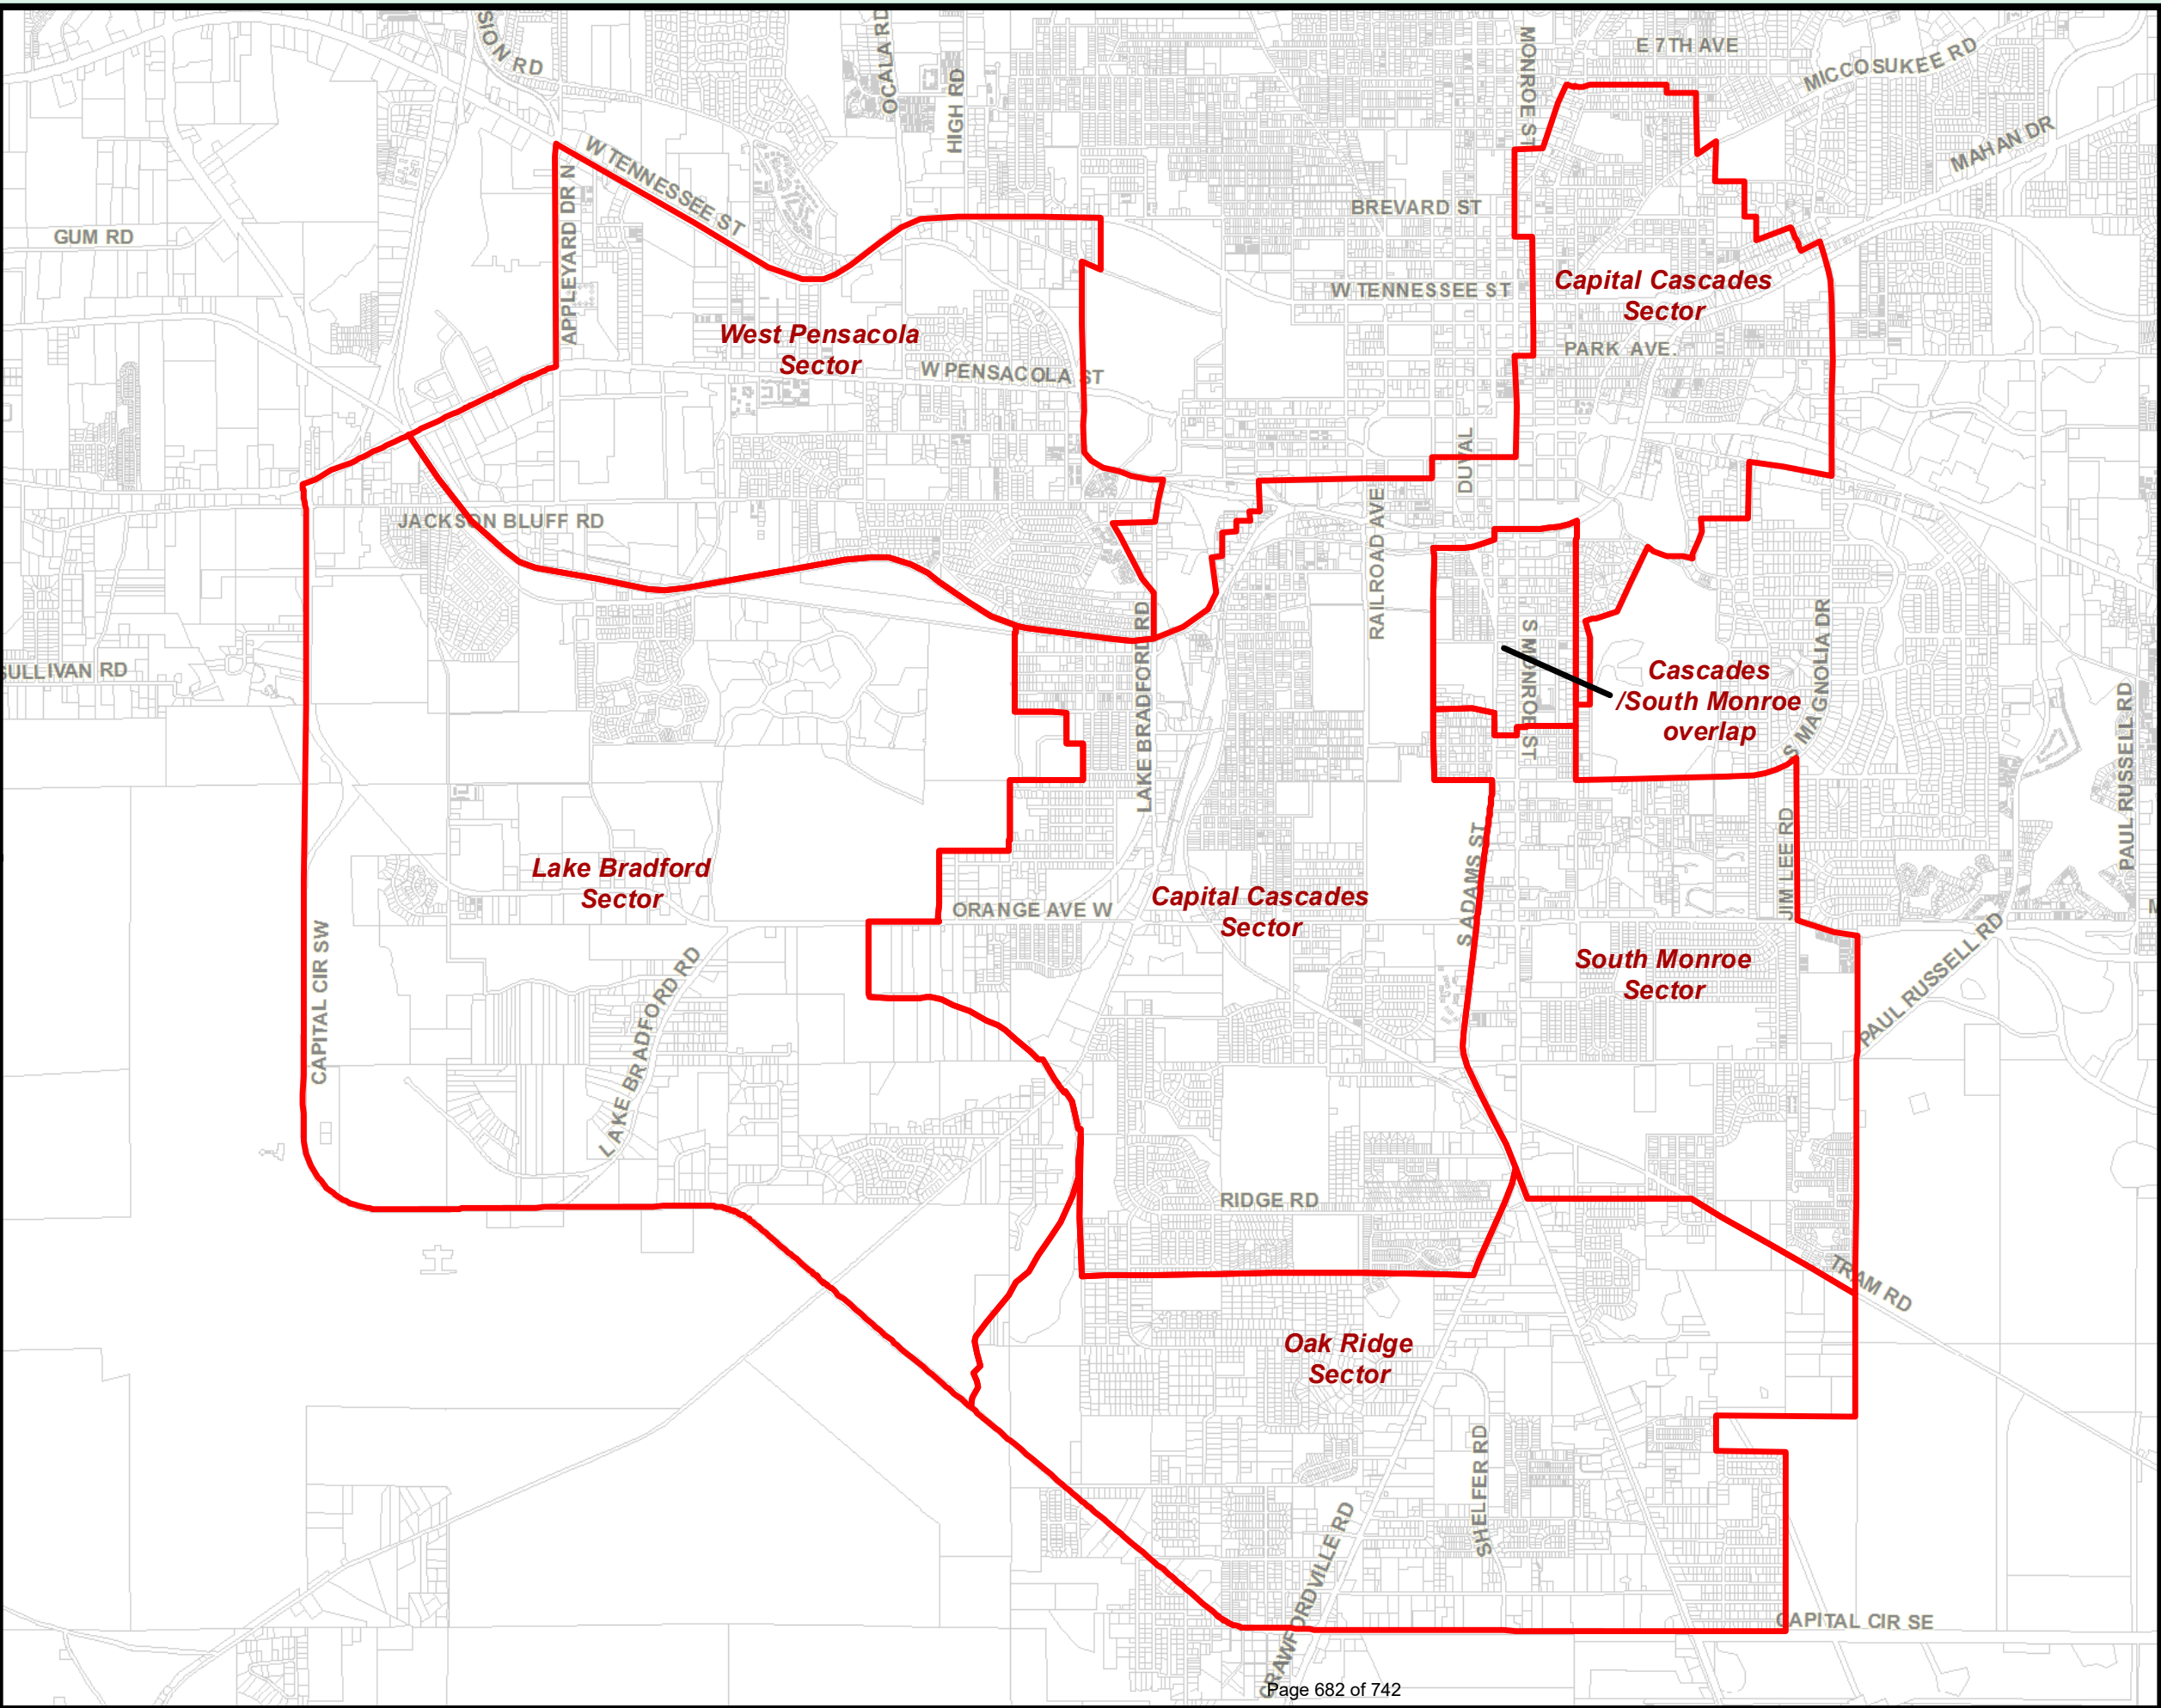 SION RD
OCALA RD
HIGH RD
MONROE ST
E 7TH AVE
MICCOSUKEE RD
MAHAN DR
W TENNESSEE ST
APPLEYARD DR N
GUM RD
BREVARD ST
W TENNESSEE ST
Capital Cascades
Sector
PARK AVE.
West Pensacola
Sector
W PENSACOLA ST
DUVAL
JACKSON BLUFF RD
RAILROAD AVE
SULLIVAN RD
LAKE BRADFORD RD
S MONROE ST
Cascades
/South Monroe
overlap
S MAGNOLIA DR
PAUL RUSSELL RD
Lake Bradford
Sector
ORANGE AVE W
Capital Cascades
Sector
S ADAMS ST
JIM LEE RD
South Monroe
Sector
PAUL RUSSELL RD
CAPITAL CIR SW
LAKE BRADFORD RD
RIDGE RD
TRAM RD
Oak Ridge
Sector
SHELFER RD
CRAWFORDVILLE RD
CAPITAL CIR SE
Page 682 of 742